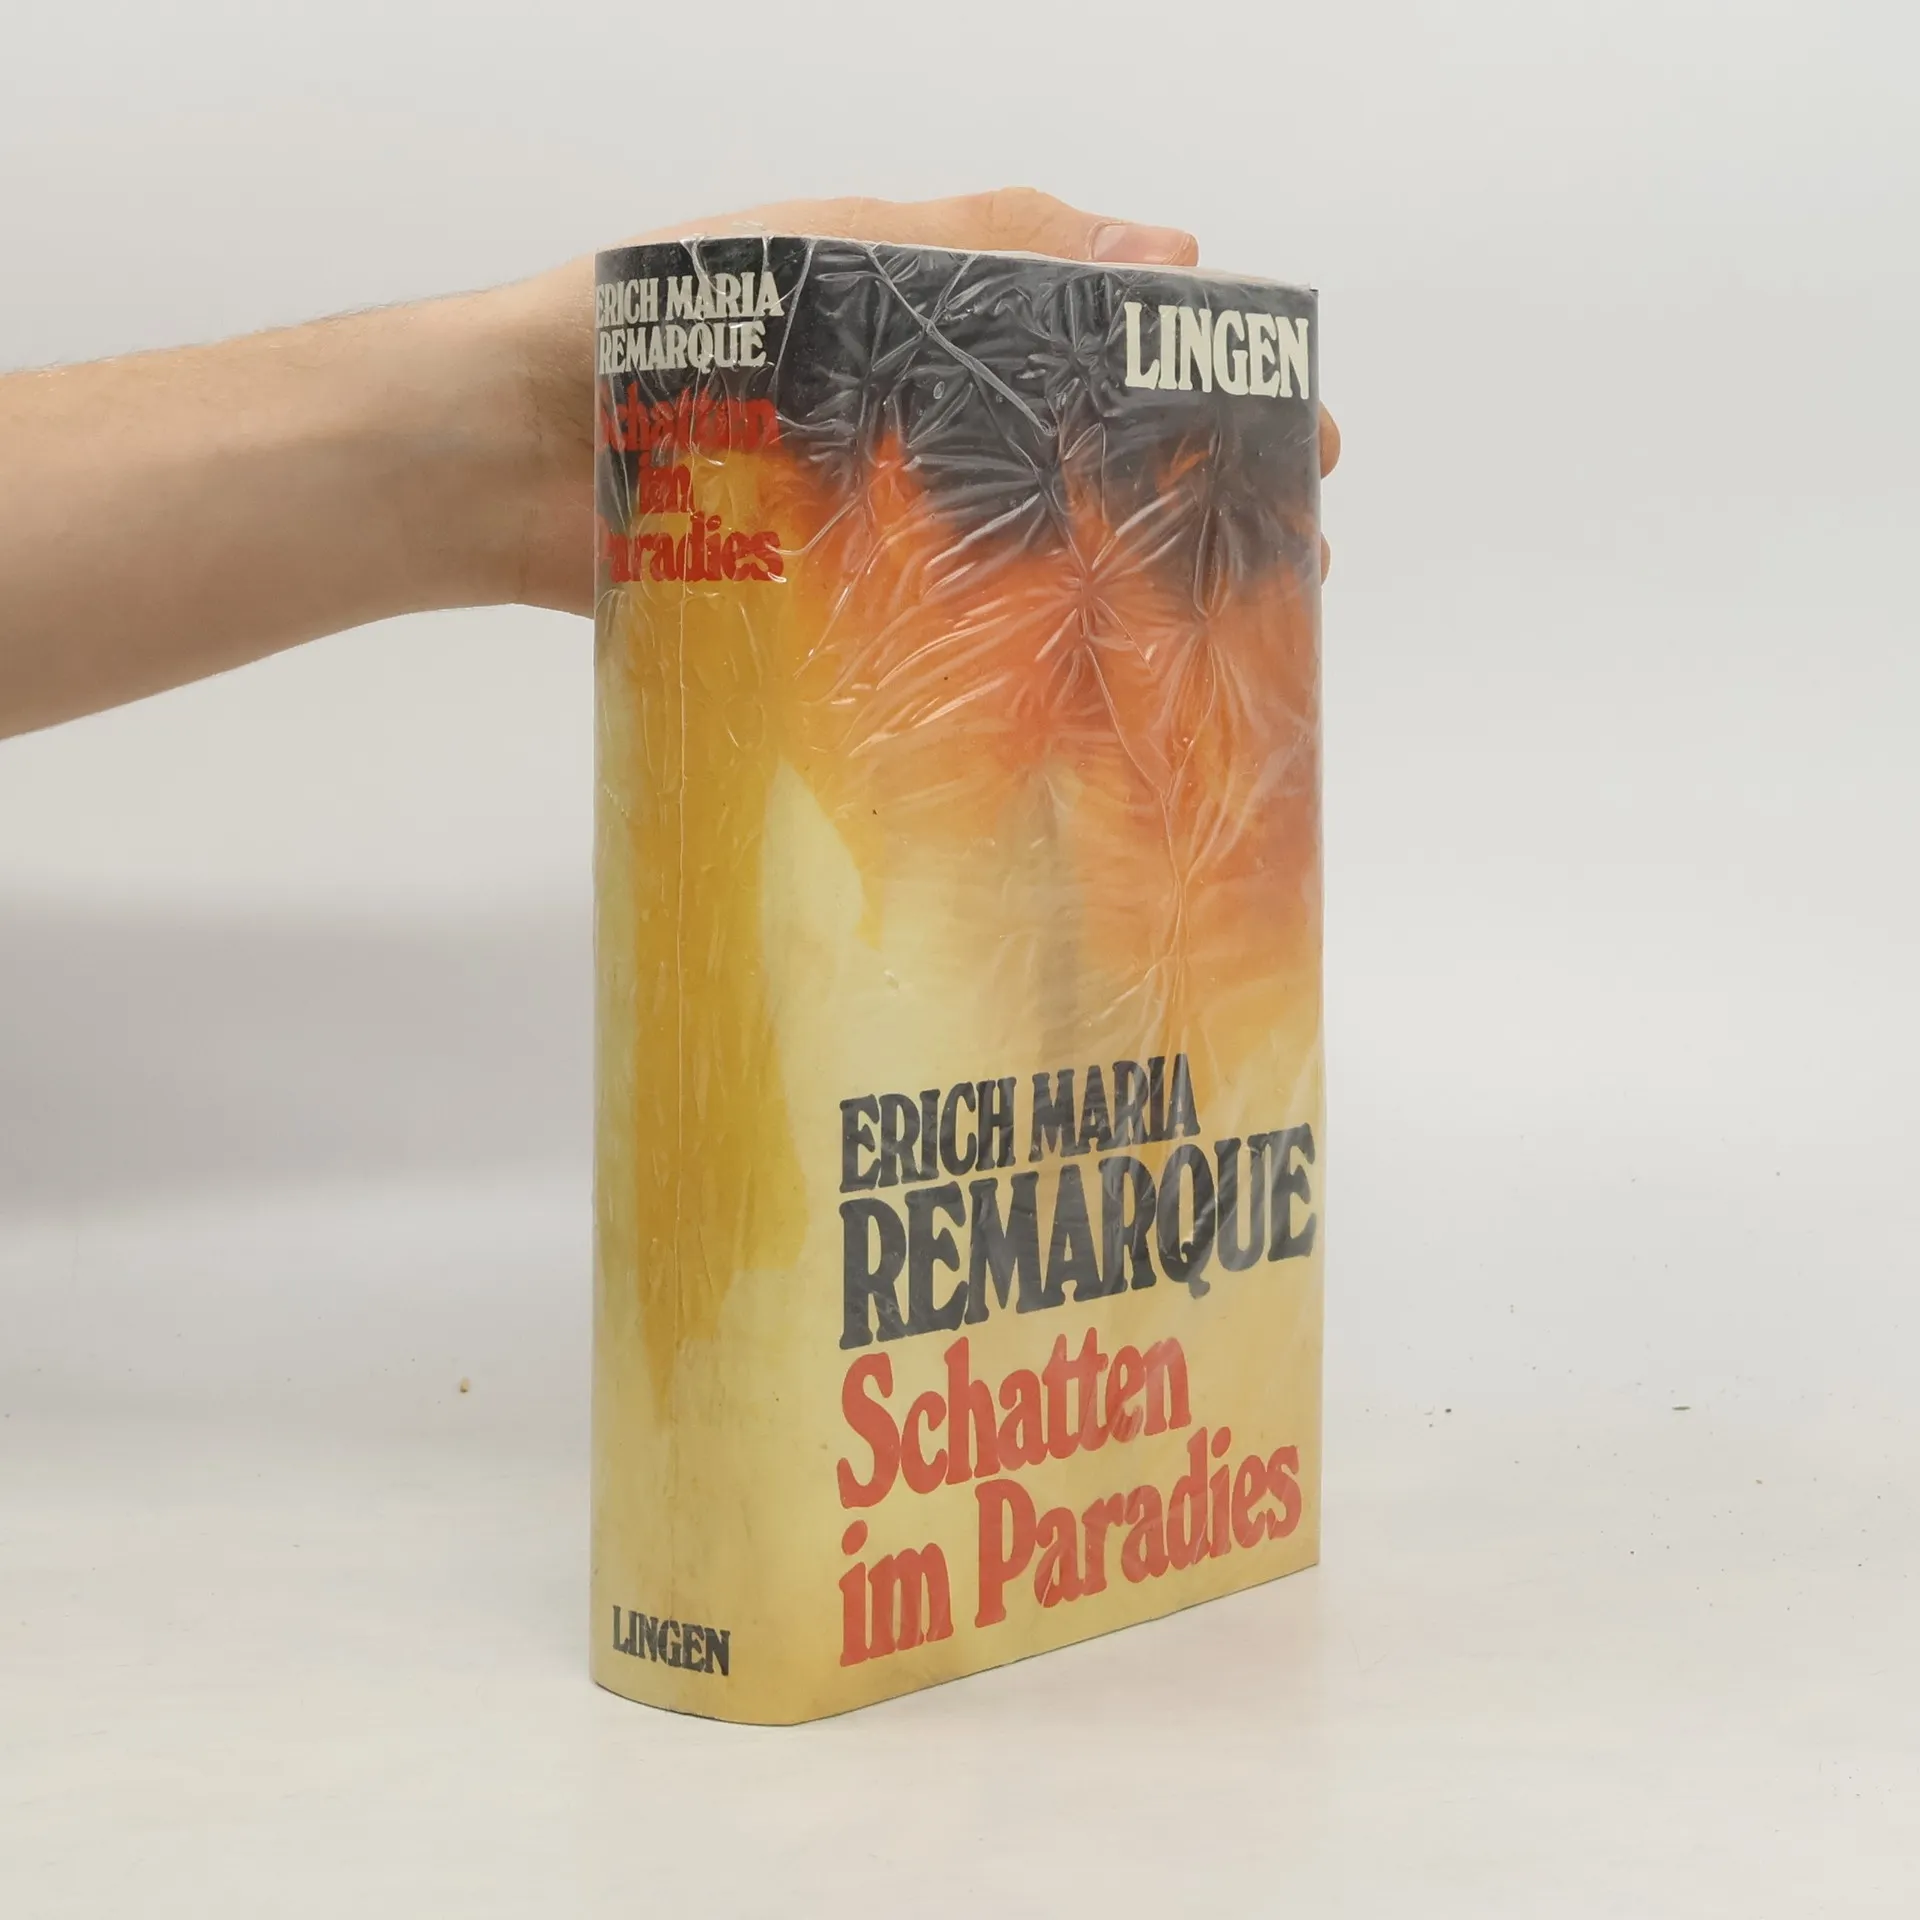 ERICH MARIA
REMARQUE
Schatten
im
Paradies
LINGEN
LINGEN
ERICH MARIA
REMARQUE
Schatten
im Paradies